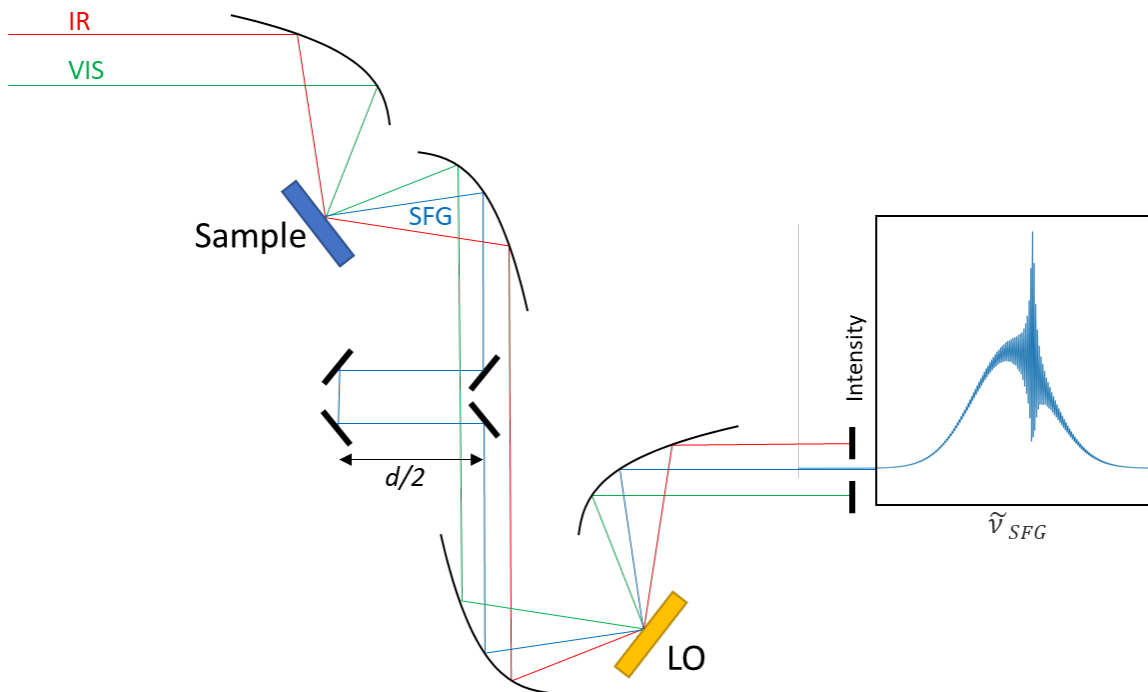 IR
VIS
SFG
Sample
d/2
LO
Intensity
ṽ SFG